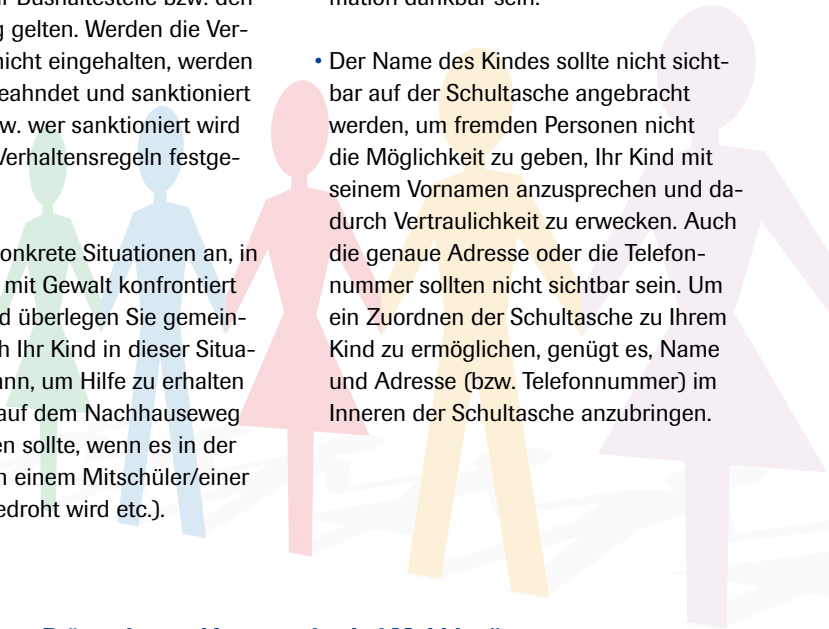 g gelten. Werden die Ver-
nicht eingehalten, werden
eahndet und sanktioniert
w. wer sanktioniert wird
Verhaltensregeln festge-
onkrete Situationen an, in
mit Gewalt konfrontiert
d überlegen Sie gemein-
h Ihr Kind in dieser Situa-
ann, um Hilfe zu erhalten
auf dem Nachhauseweg
en sollte, wenn es in der
n einem Mitschüler/einer
edroht wird etc.).
• Der Name des Kindes sollte nicht sicht-
bar auf der Schultasche angebracht
werden, um fremden Personen nicht
die Möglichkeit zu geben, Ihr Kind mit
seinem Vornamen anzusprechen und da-
durch Vertraulichkeit zu erwecken. Auch
die genaue Adresse oder die Telefon-
nummer sollten nicht sichtbar sein. Um
ein Zuordnen der Schultasche zu Ihrem
Kind zu ermöglichen, genügt es, Name
und Adresse (bzw. Telefonnummer) im
Inneren der Schultasche anzubringen.